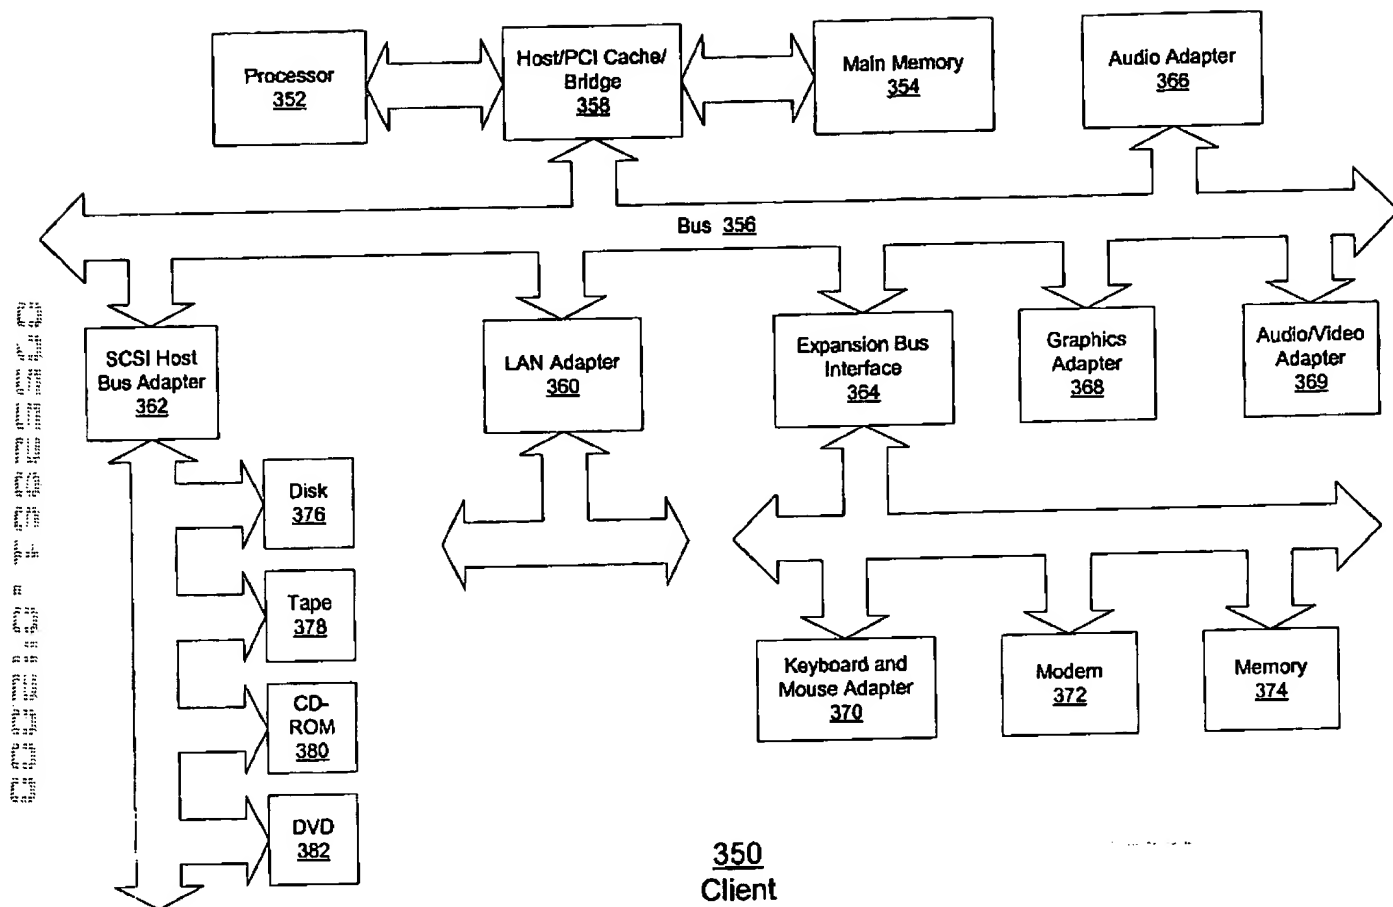 Processor
352
Host/PCI Cache/
Bridge
358
Main Memory
354
Audio Adapter
366
Bus 356
SCSI Host
Bus Adapter
362
LAN Adapter
360
Expansion Bus
Interface
364
Graphics
Adapter
368
Audio/Video
Adapter
369
Disk
376
Tape
378
CD-
ROM
380
DVD
382
Keyboard and
Mouse Adapter
370
Modem
372
Memory
374
350
Client